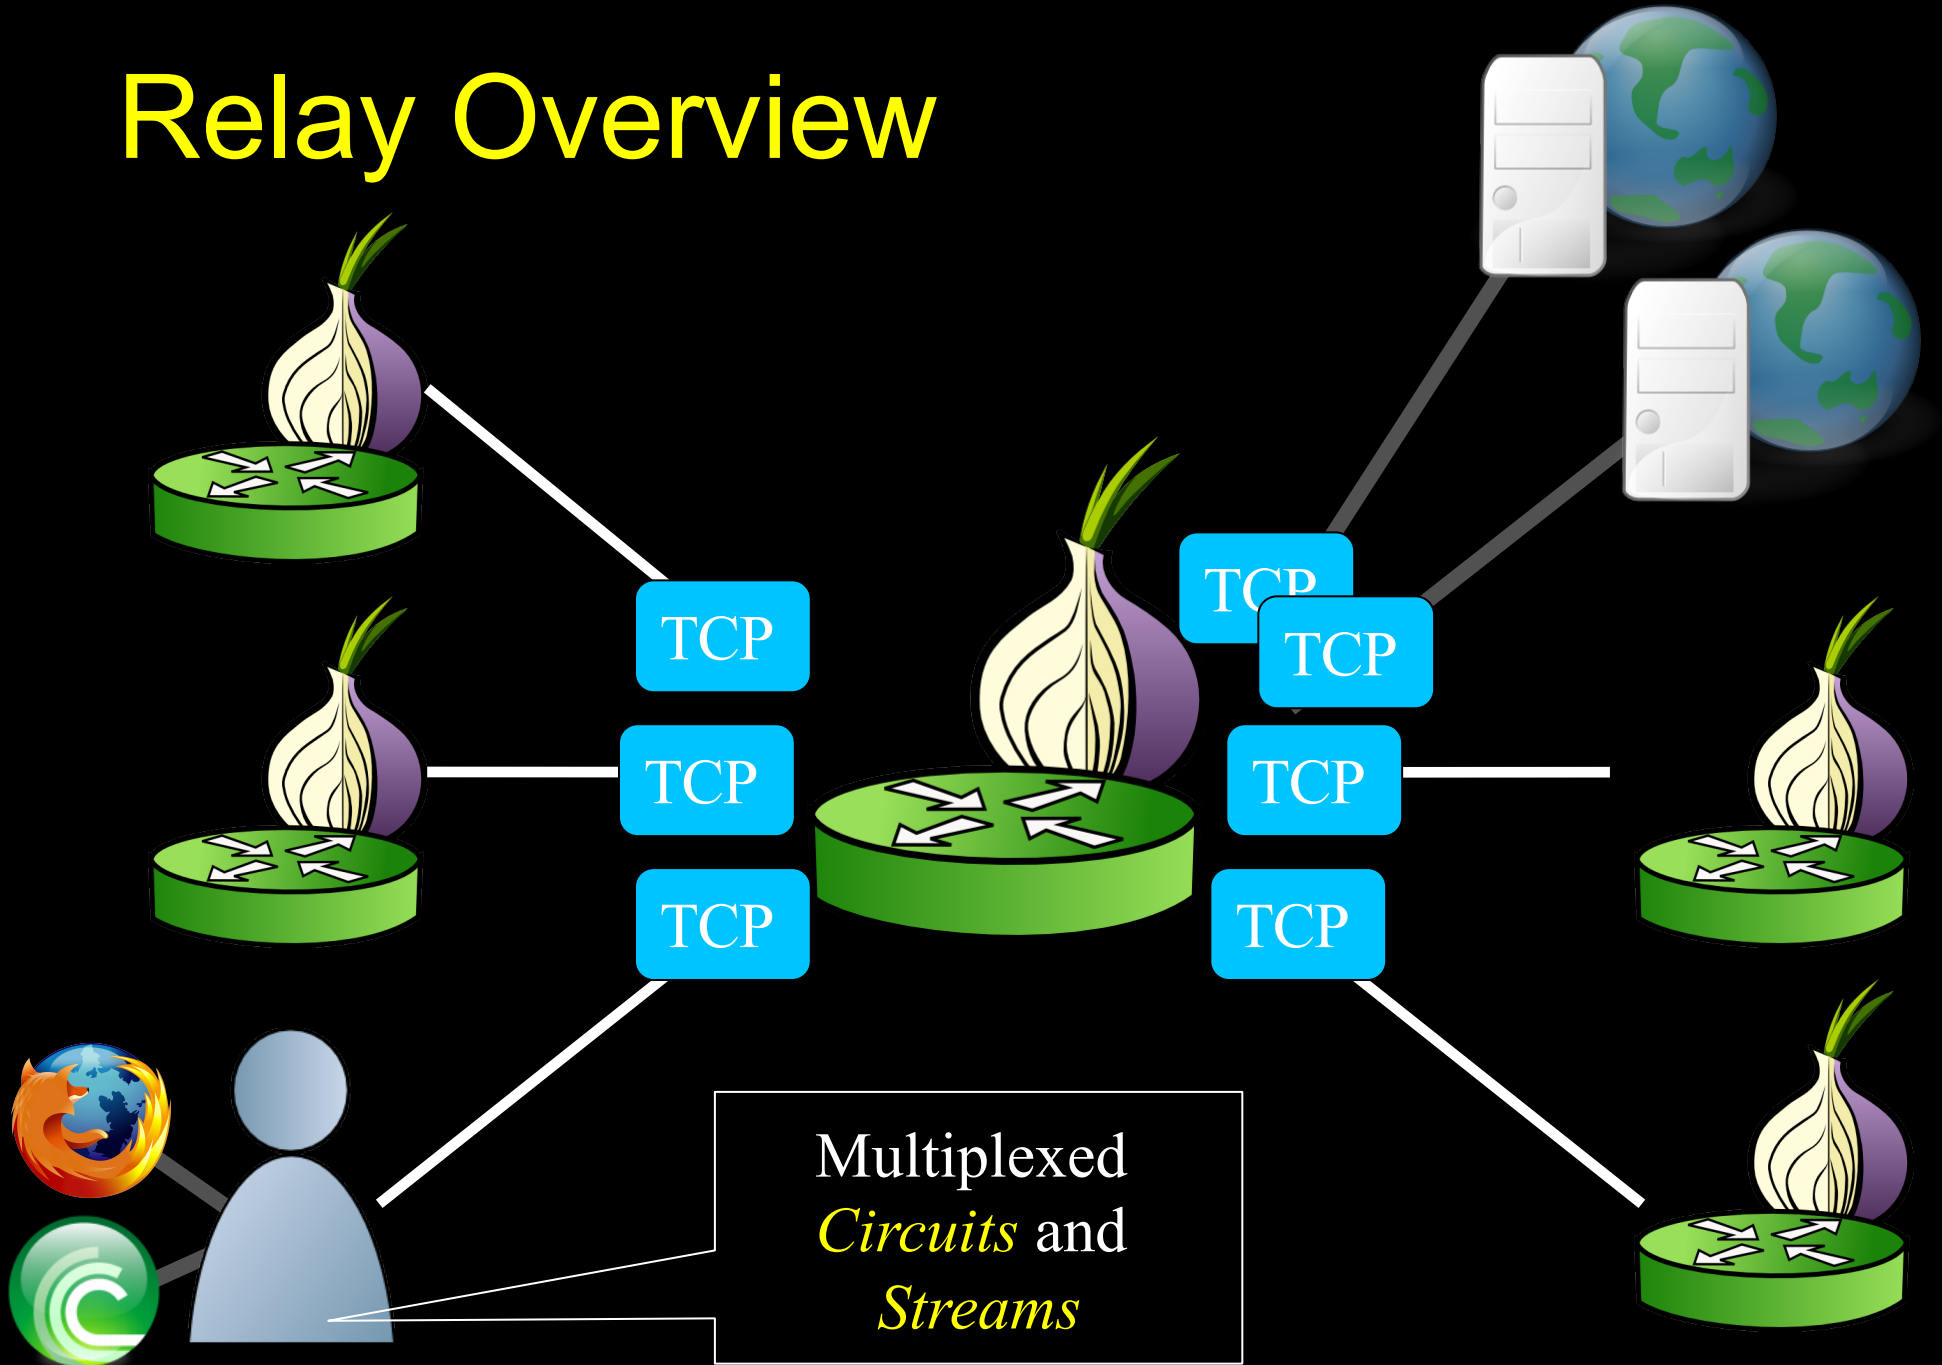 Relay Overview
TCP
TCP
TCP
TCP
TCP
TCP
TCP
Multiplexed
Circuits and
Streams